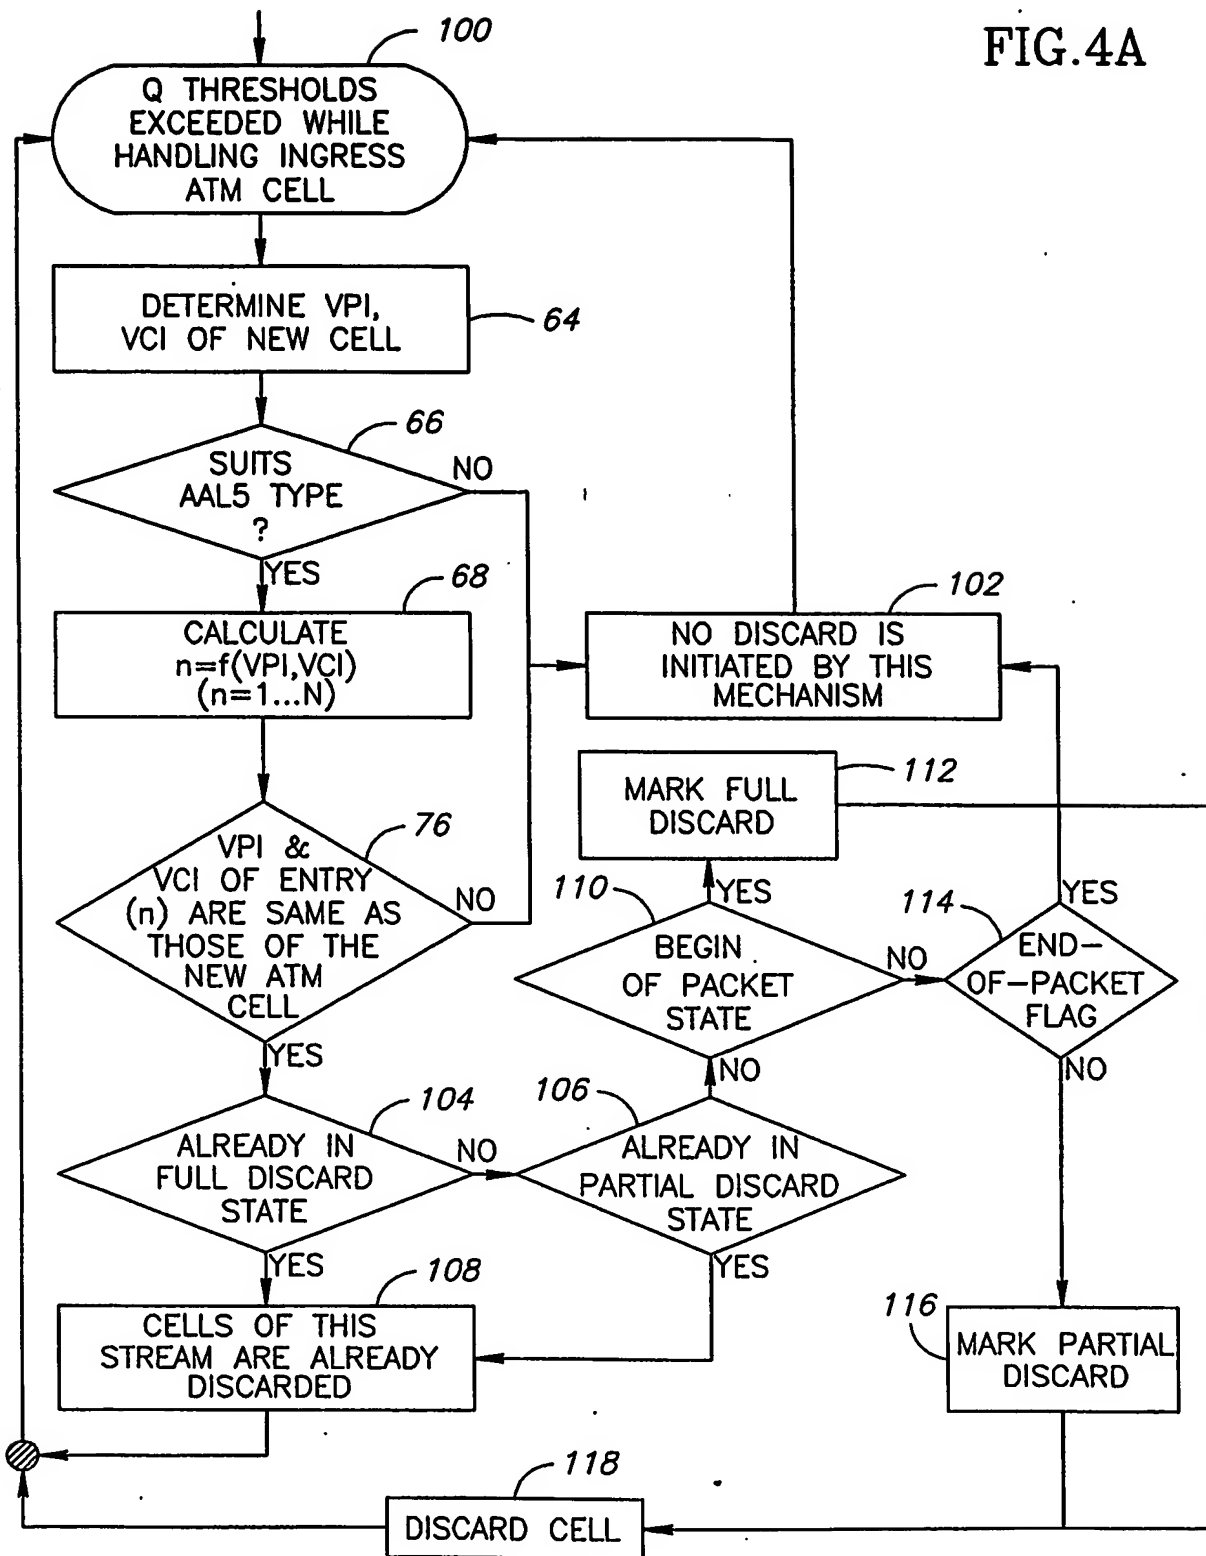 FIG.4A
100
Q THRESHOLDS
EXCEEDED WHILE
HANDLING INGRESS
ATM CELL
DETERMINE VPI,
VCI OF NEW CELL
64
66
SUITS
AAL5 TYPE
?
NO
YES
68
CALCULATE
n=f(VPI,VCI)
(n=1...N)
102
NO DISCARD IS
INITIATED BY THIS
MECHANISM
112
MARK FULL
DISCARD
76
VPI &
VCI OF ENTRY
(n) ARE SAME AS
THOSE OF THE
NEW ATM
CELL
NO
YES
110
YES
BEGIN
OF PACKET
STATE
NO
NO
114
YES
END-
OF-PACKET
FLAG
NO
104
ALREADY IN
FULL DISCARD
STATE
NO
YES
106
ALREADY IN
PARTIAL DISCARD
STATE
YES
108
CELLS OF THIS
STREAM ARE ALREADY
DISCARDED
116
MARK PARTIAL
DISCARD
118
DISCARD CELL